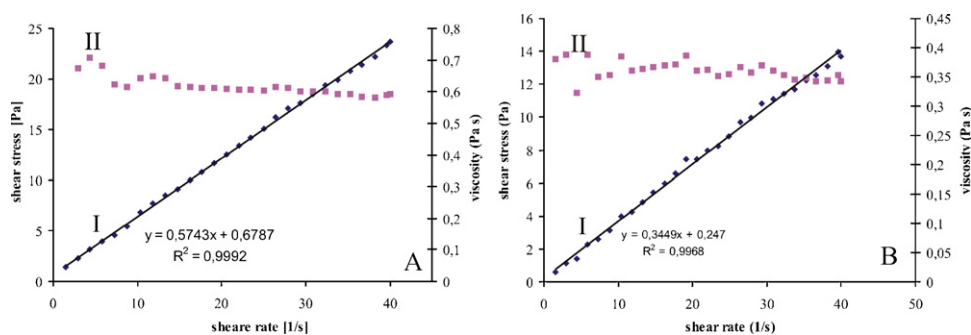 25
20
15
10
5
0
shear stress [Pa]
II
I
y = 0,5743x + 0,6787
R² = 0,9992
A
0,8
0,7
0,6
0,5
0,4
0,3
0,2
0,1
0
viscosity (Pa s)
0 10 20 30 40
sheare rate [1/s]
16
14
12
10
8
6
4
2
0
shear stress (Pa)
II
I
y = 0,3449x + 0,247
R² = 0,9968
B
0,45
0,4
0,35
0,3
0,25
0,2
0,15
0,1
0,05
0
viscosity (Pa s)
0 10 20 30 40 50
shear rate (1/s)